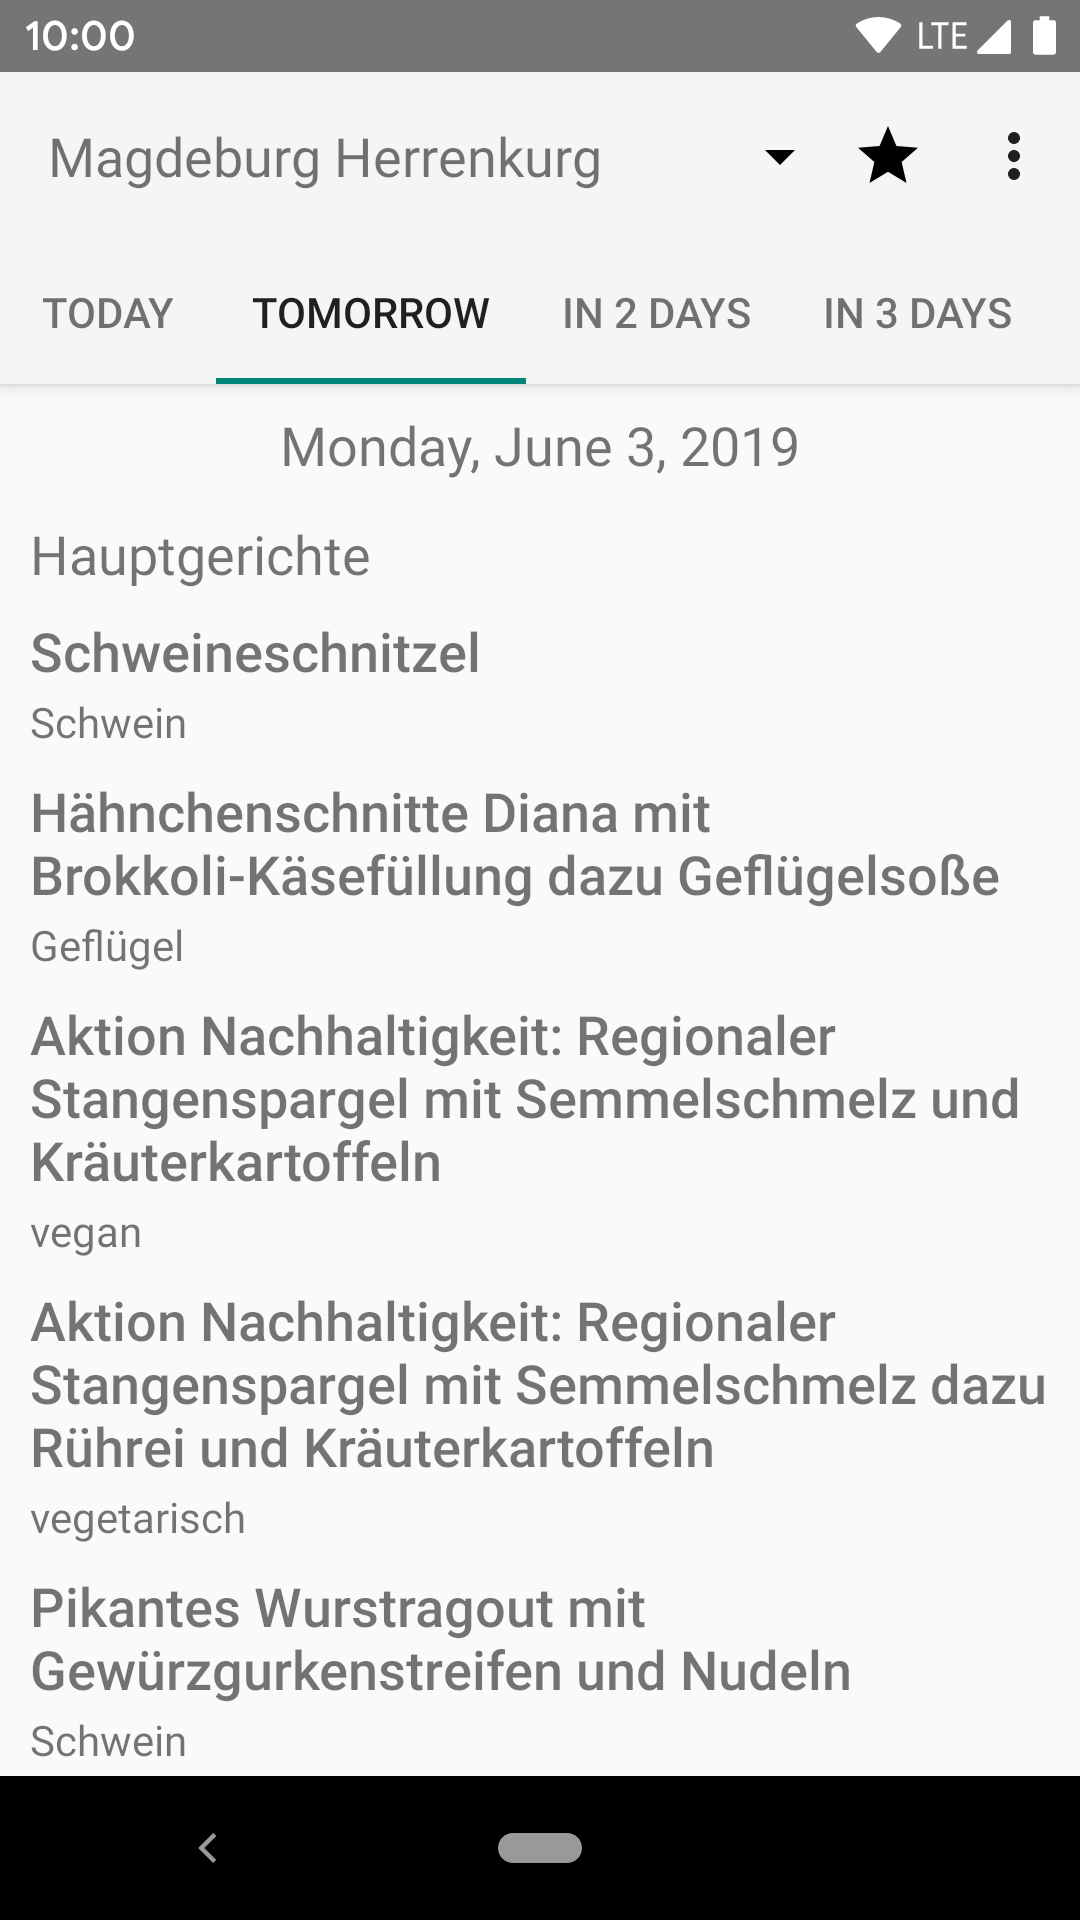 10:00
LTE
Magdeburg Herrenkurg
TODAY TOMORROW IN 2 DAYS IN 3 DAYS
Monday, June 3, 2019
Hauptgerichte
Schweineschnitzel
Schwein
Hähnchenschnitte Diana mit
Brokkoli-Käsefüllung dazu Geflügelsoße
Geflügel
Aktion Nachhaltigkeit: Regionaler
Stangenspargel mit Semmelschmelz und
Kräuterkartoffeln
vegan
Aktion Nachhaltigkeit: Regionaler
Stangenspargel mit Semmelschmelz dazu
Rührei und Kräuterkartoffeln
vegetarisch
Pikantes Wurstragout mit
Gewürzgurkenstreifen und Nudeln
Schwein